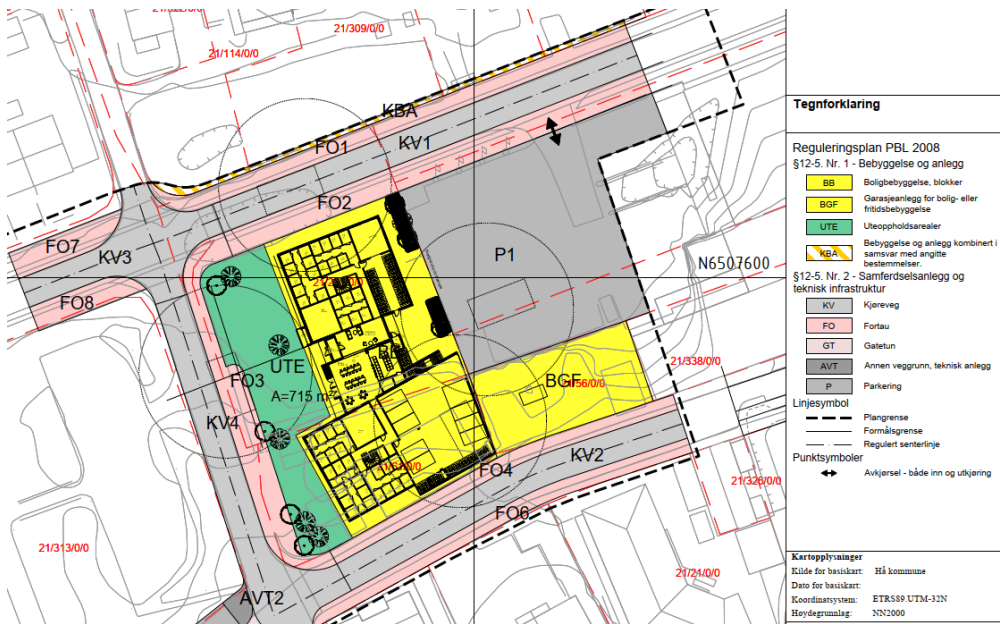 21/309/0/0
21/114/0/0
KBA
FO1
KV1
FO2
FO7
KV3
P1
N6507600
FO8
UTE
21/338/0/0
FO3
BGF
A=715 m
KV4
KV2
FO4
21/326/0/0
FO6
21/313/0/0
21/21/0/0
AVT2
Tegnforklaring
Reguleringsplan PBL 2008
§12-5. Nr. 1 - Bebyggelse og anlegg
BB Boligbebyggelse, blokker
BGF Garasjeanlegg for bolig- eller
fritidsbebyggelse
UTE Uteoppholdsarealer
KBA Bebyggelse og anlegg kombinert i
samsvar med angitte
bestemmelser.
§12-5. Nr. 2 - Samferdselsanlegg og
teknisk infrastruktur
KV Kjøreveg
FO Fortau
GT Gatetun
AVT Annen veggrunn, teknisk anlegg
P Parkering
Linjesymbol
Plangrense
Formålsgrense
Regulert senterlinje
Punktsymboler
Avkjørsel - både inn og utkjøring
Kartopplysninger
Kilde for basiskart: Hå kommune
Dato for basiskart:
Koordinatsystem: ETRS89.UTM-32N
Høydegrunnlag: NN2000